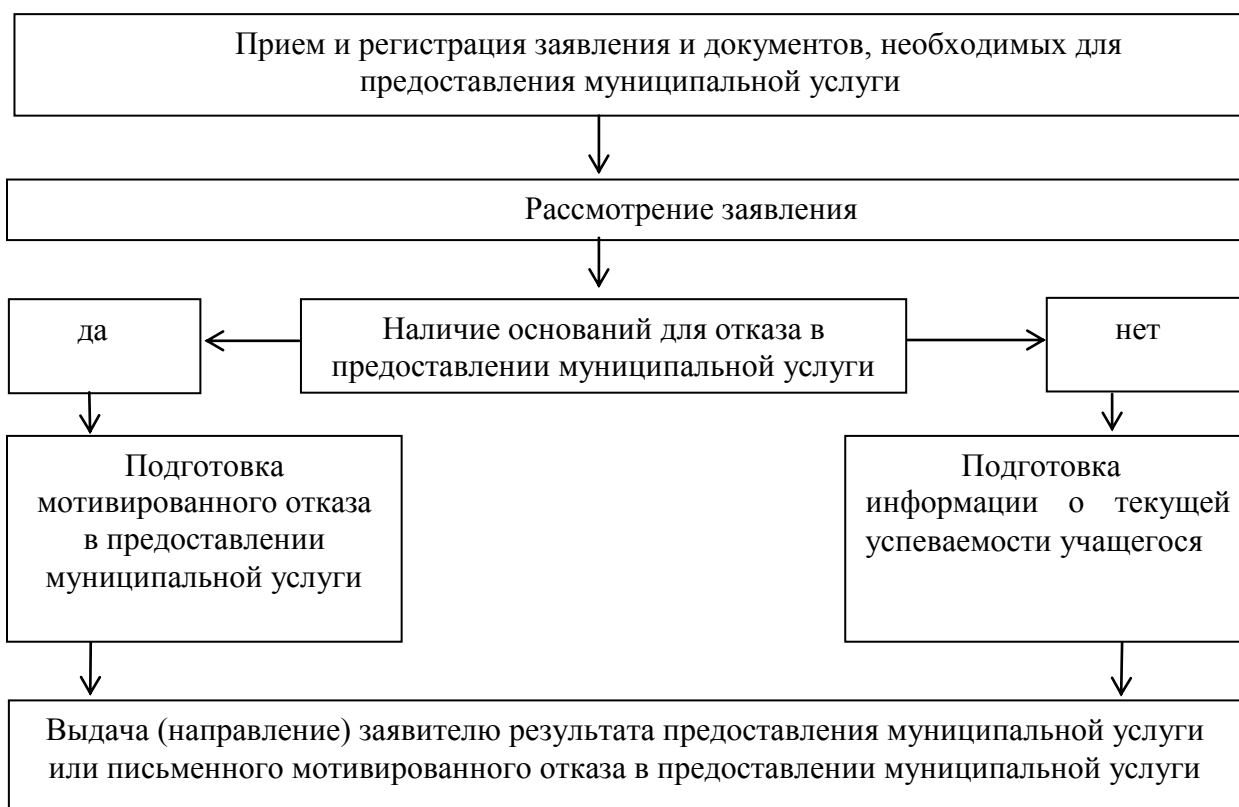 Прием и регистрация заявления и документов, необходимых для
предоставления муниципальной услуги
Рассмотрение заявления
да
Наличие оснований для отказа в
предоставлении муниципальной услуги
нет
Подготовка
мотивированного отказа
в предоставлении
муниципальной услуги
Подготовка
информации о текущей
успеваемости учащегося
Выдача (направление) заявителю результата предоставления муниципальной услуги
или письменного мотивированного отказа в предоставлении муниципальной услуги